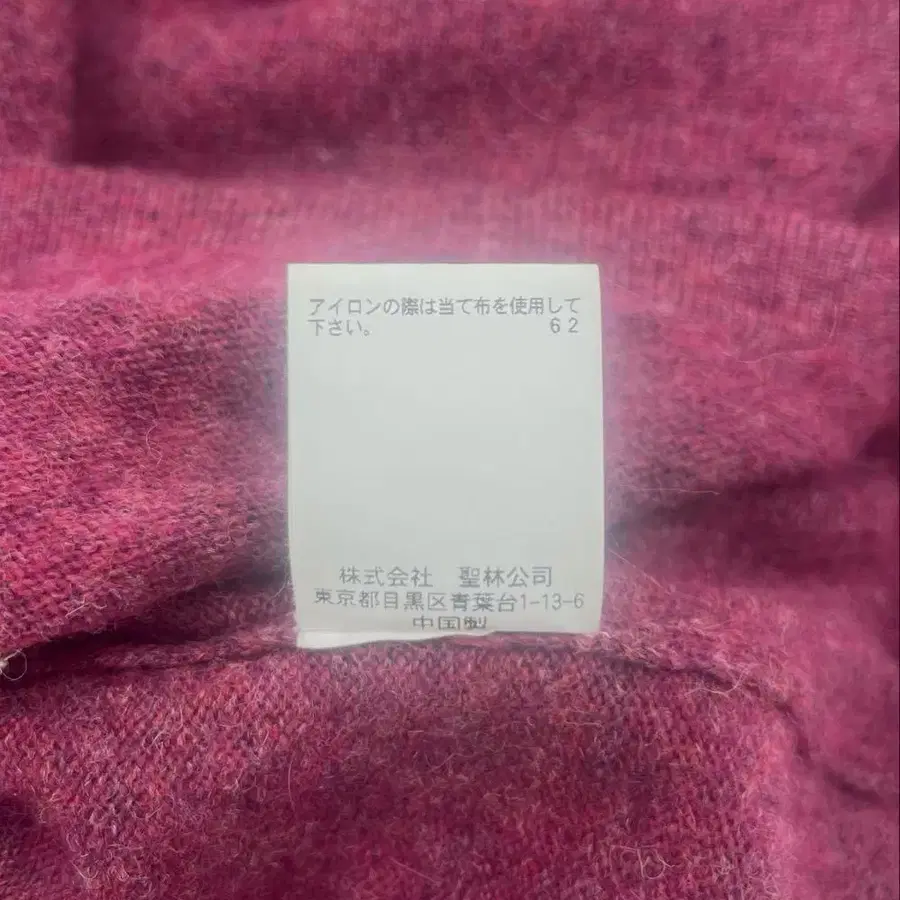 アイロンの際は当て布を使用して
下さい。 62
株式会社　聖林公司
東京都目黒区青葉台1-13-6
中国製